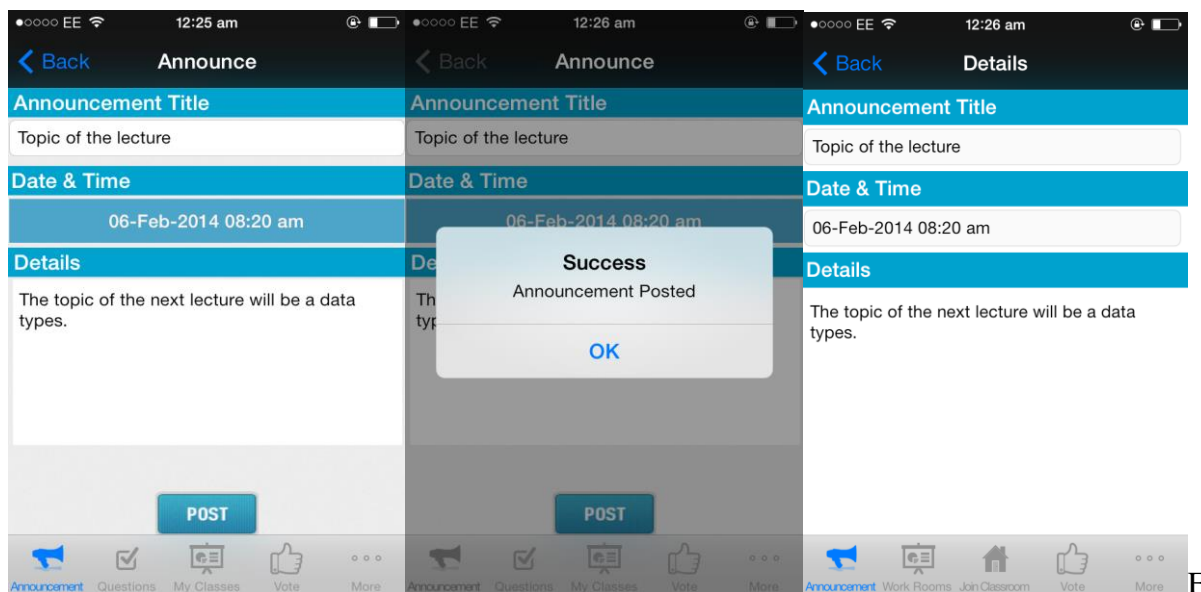 EE 12:25 am
Back Announce
Announcement Title
Topic of the lecture
Date & Time
06-Feb-2014 08:20 am
Details
The topic of the next lecture will be a data
types.
POST
Announcement Questions My Classes Vote More
EE 12:26 am
Back Announce
Announcement Title
Topic of the lecture
Date & Time
06-Feb-2014 08:20 am
De
Th
typ
Success
Announcement Posted
OK
POST
Announcement Questions My Classes Vote More
EE 12:26 am
Back Details
Announcement Title
Topic of the lecture
Date & Time
06-Feb-2014 08:20 am
Details
The topic of the next lecture will be a data
types.
Announcement Work Rooms Join Classroom Vote More